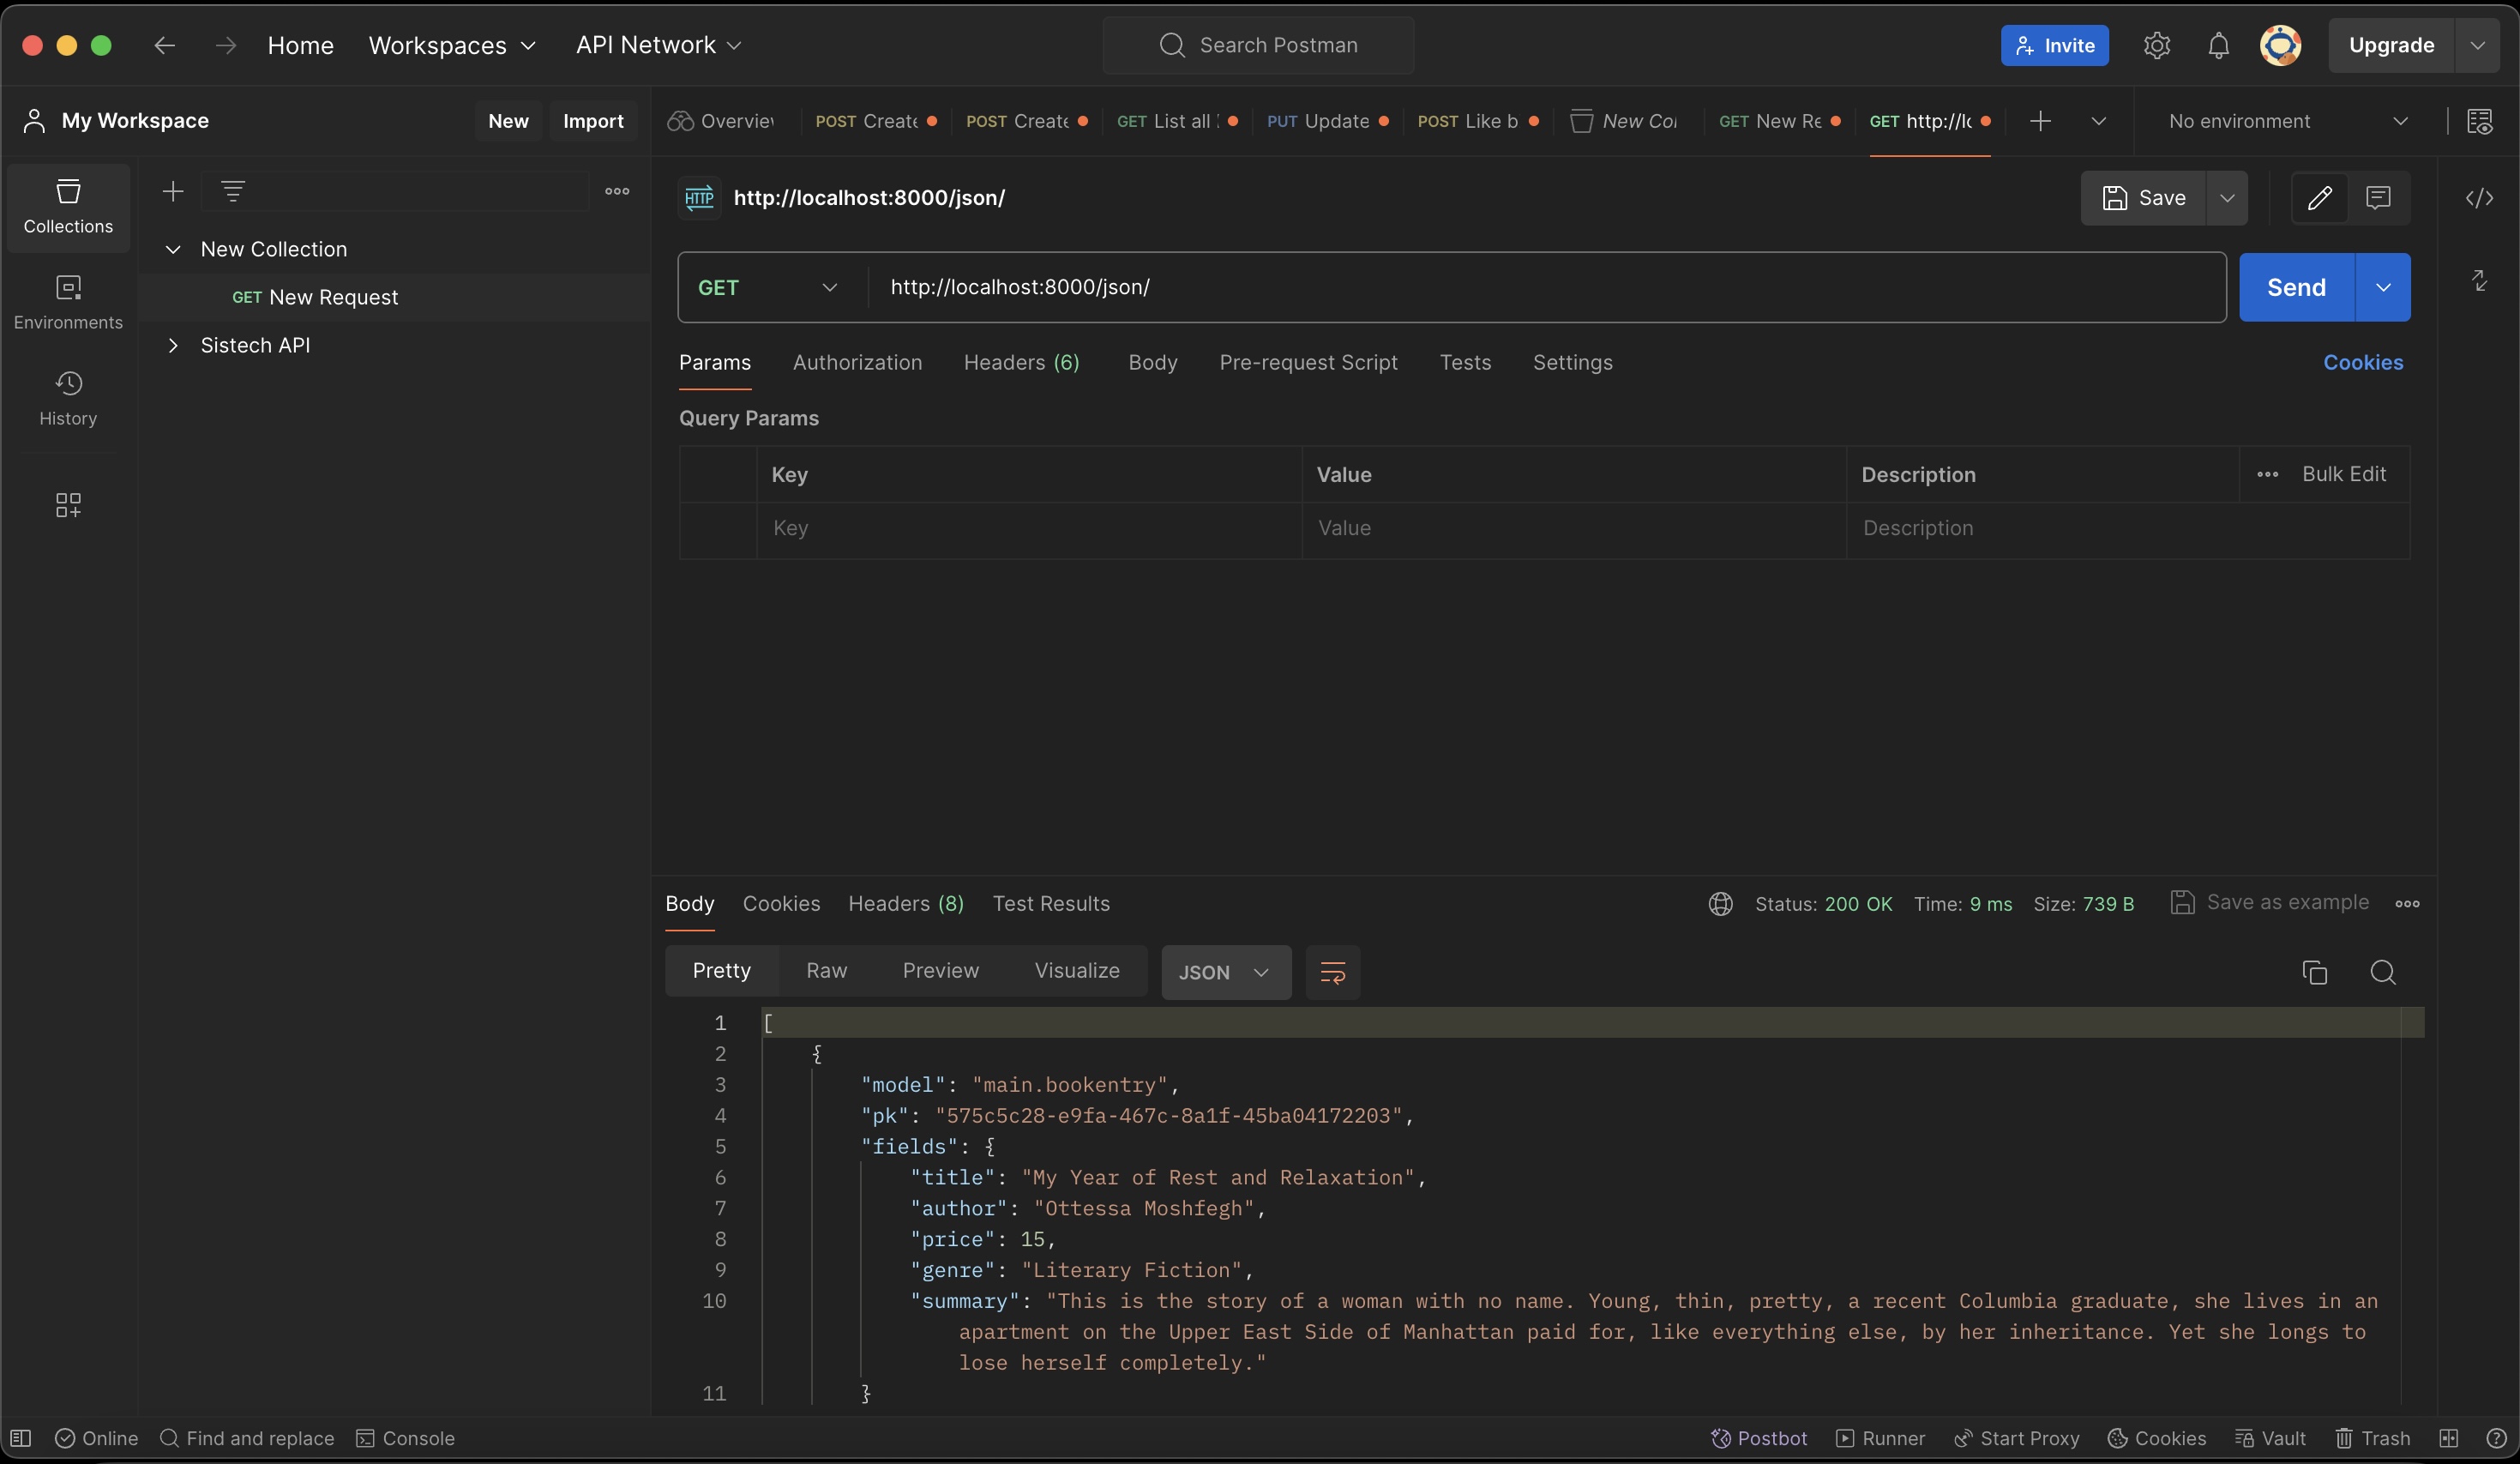 Home Workspaces API Network Search Postman Invite Upgrade
My Workspace New Import Overvie POST Create POST Create GET List all PUT Update POST Like b New Col GET New Re GET http://lo No environment
Collections
Environments
History
New Collection
GET New Request
Sistech API
HTTP http://localhost:8000/json/ Save
GET http://localhost:8000/json/ Send
Params Authorization Headers (6) Body Pre-request Script Tests Settings Cookies
Query Params
Key Value Description Bulk Edit
Key Value Description
Body Cookies Headers (8) Test Results Status: 200 OK Time: 9 ms Size: 739 B Save as example
Pretty Raw Preview Visualize JSON
1 [
2 {
3 "model": "main.bookentry",
4 "pk": "575c5c28-e9fa-467c-8a1f-45ba04172203",
5 "fields": {
6 "title": "My Year of Rest and Relaxation",
7 "author": "Ottessa Moshfegh",
8 "price": 15,
9 "genre": "Literary Fiction",
10 "summary": "This is the story of a woman with no name. Young, thin, pretty, a recent Columbia graduate, she lives in an
apartment on the Upper East Side of Manhattan paid for, like everything else, by her inheritance. Yet she longs to
lose herself completely."
11 }
Online Find and replace Console Postbot Runner Start Proxy Cookies Vault Trash